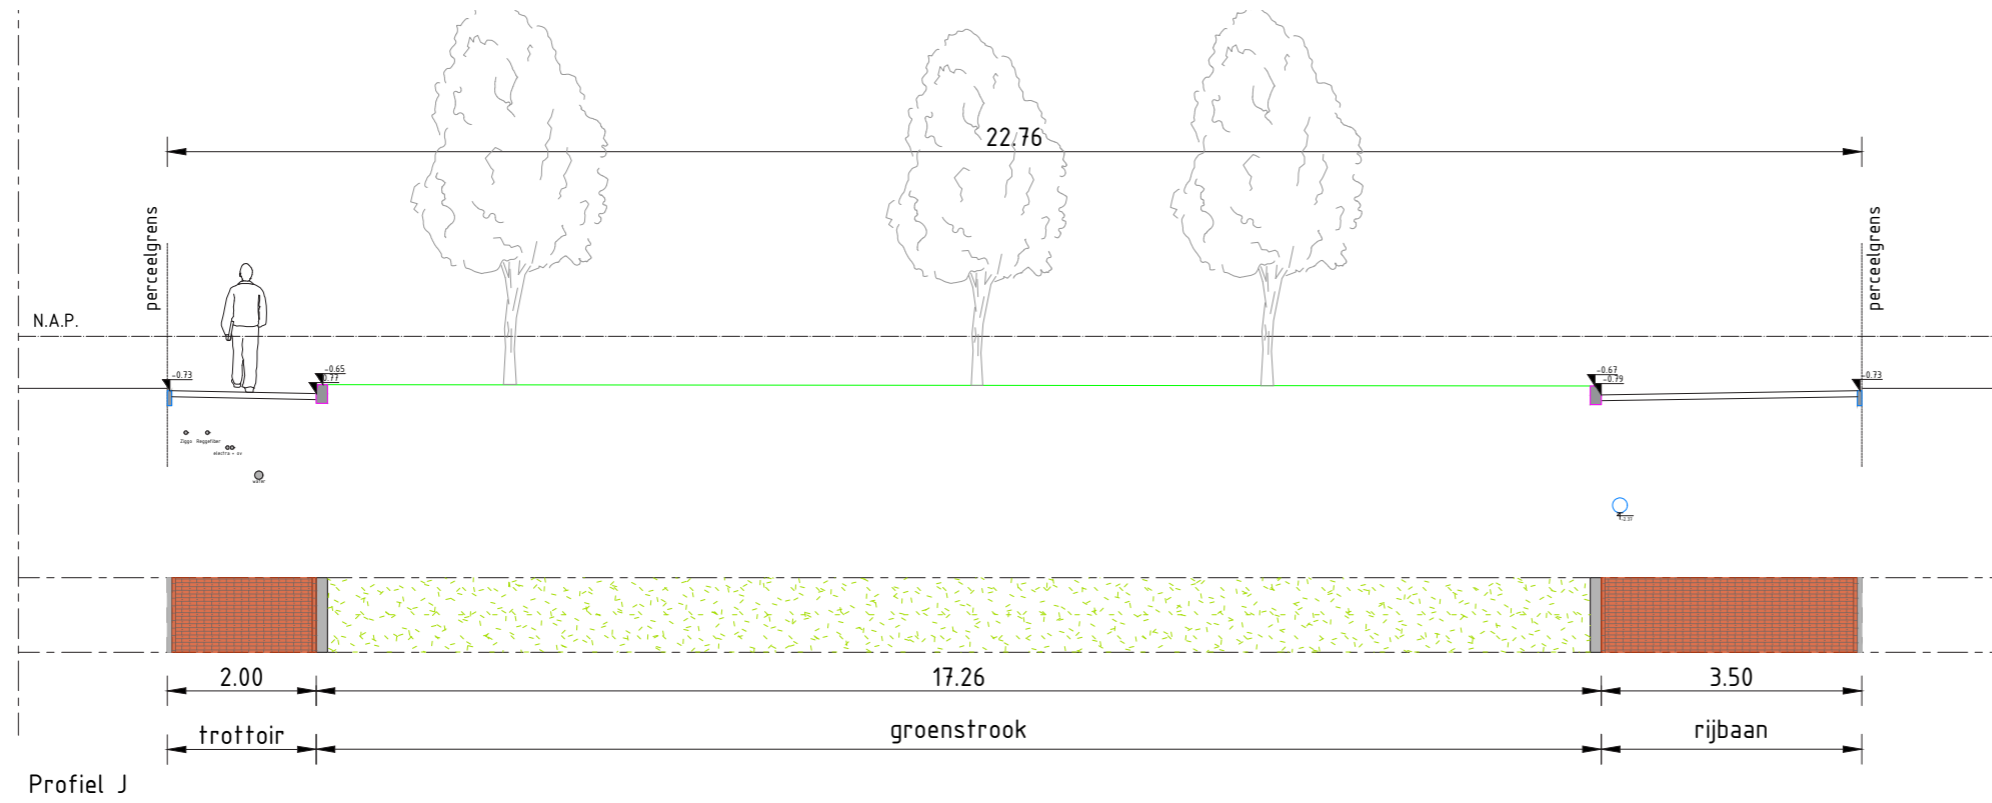 22.76
perceelgrens
perceelgrens
N.A.P.
-0.73
-0.65
0.77
-0.67
-0.79
-0.73
Ziggo Reggefiber
electra - ov
water
2.00
17.26
3.50
trottoir
groenstrook
rijbaan
Profiel J